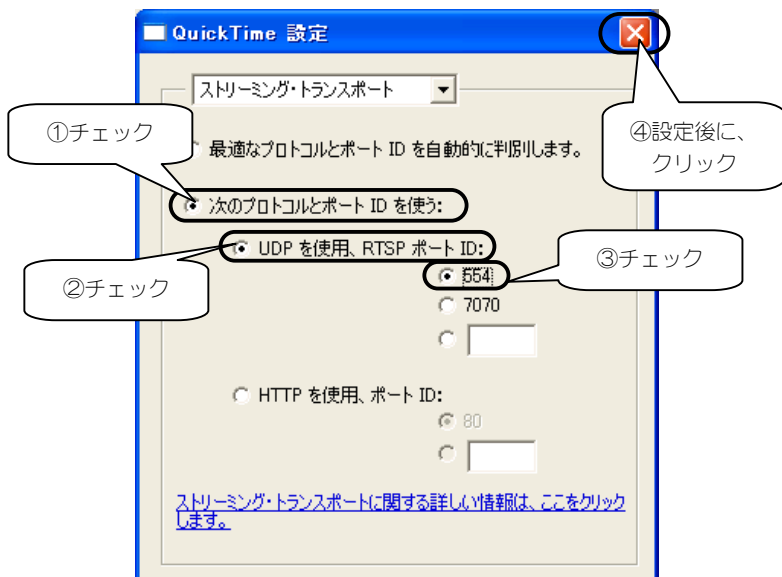 QuickTime 設定
ストリーミング・トランスポート
①チェック
④設定後に、
クリック
最適なプロトコルとポート ID を自動的に判別します。
次のプロトコルとポート ID を使う:
UDP を使用、RTSP ポート ID:
②チェック
③チェック
554
7070
HTTP を使用、ポート ID:
80
ストリーミング・トランスポートに関する詳しい情報は、ここをクリック
します。